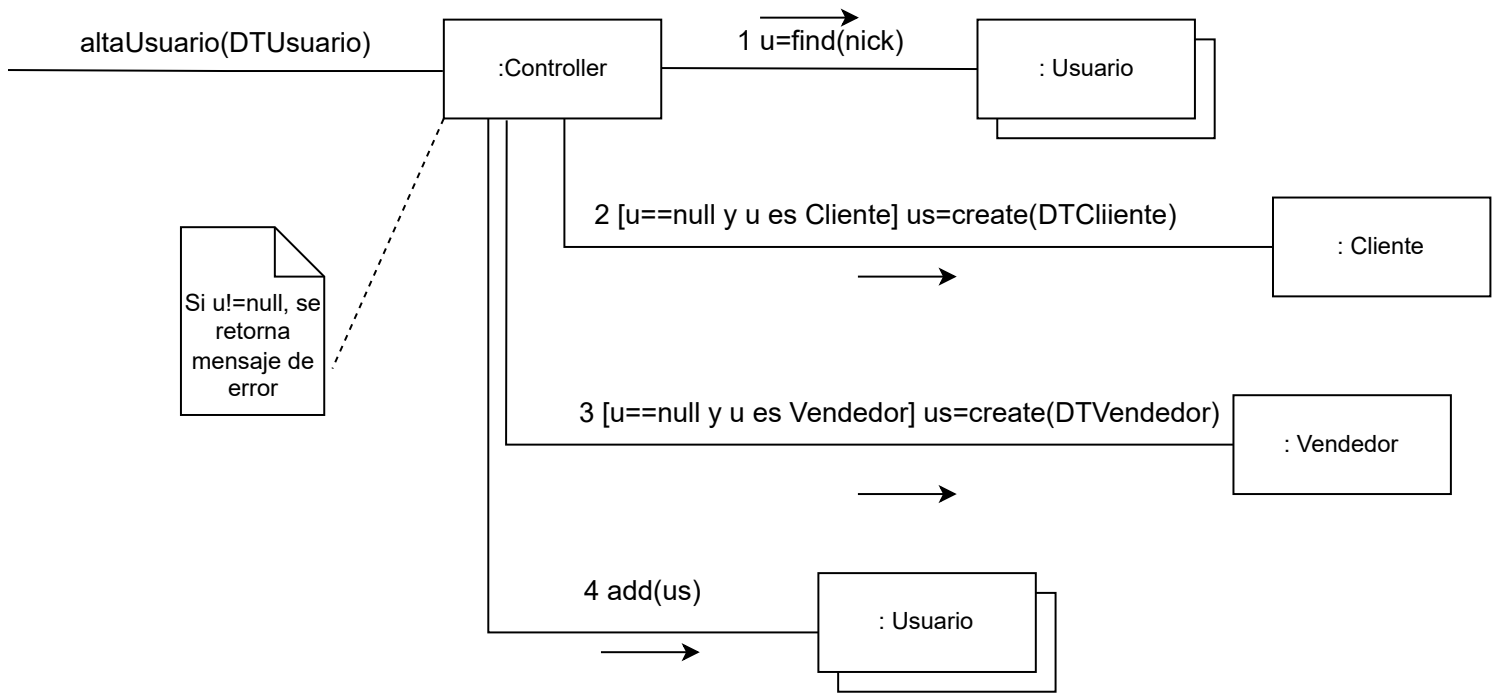 altaUsuario(DTUsuario)
:Controller
1 u=find(nick)
: Usuario
2 [u==null y u es Cliente] us=create(DTCliiente)
: Cliente
Si u!=null, se
retorna
mensaje de
error
3 [u==null y u es Vendedor] us=create(DTVendedor)
: Vendedor
4 add(us)
: Usuario